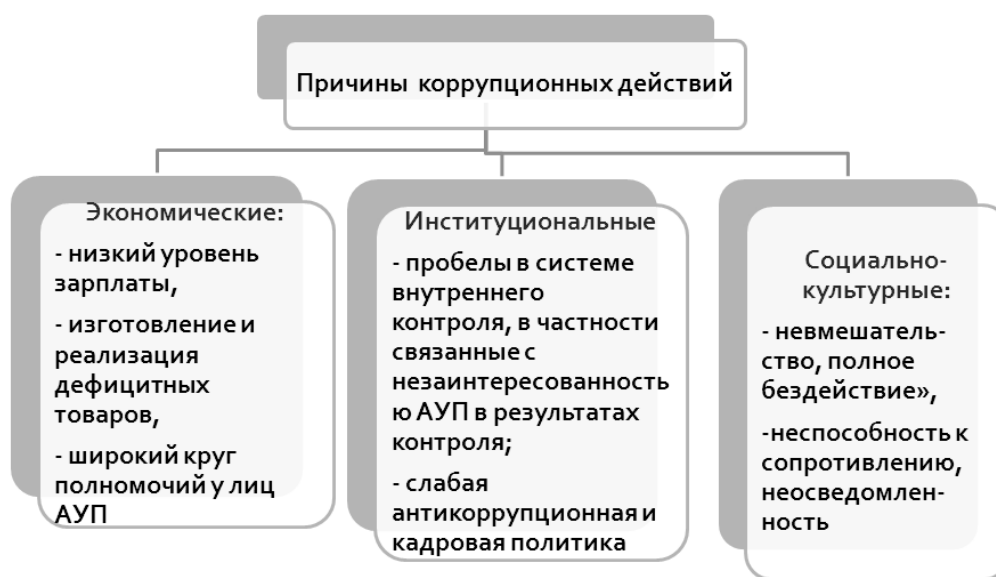 Причины коррупционных действий
Экономические:
- низкий уровень
зарплаты,
- изготовление и
реализация
дефицитных
товаров,
- широкий круг
полномочий у лиц
АУП
Институциональные
- пробелы в системе
внутреннего
контроля, в частности
связанные с
незаинтересованность
ю АУП в результатах
контроля;
- слабая
антикоррупционная и
кадровая политика
Социально-
культурные:
- невмешатель-
ство, полное
бездействие»,
-неспособность к
сопротивлению,
неосведомлен-
ность